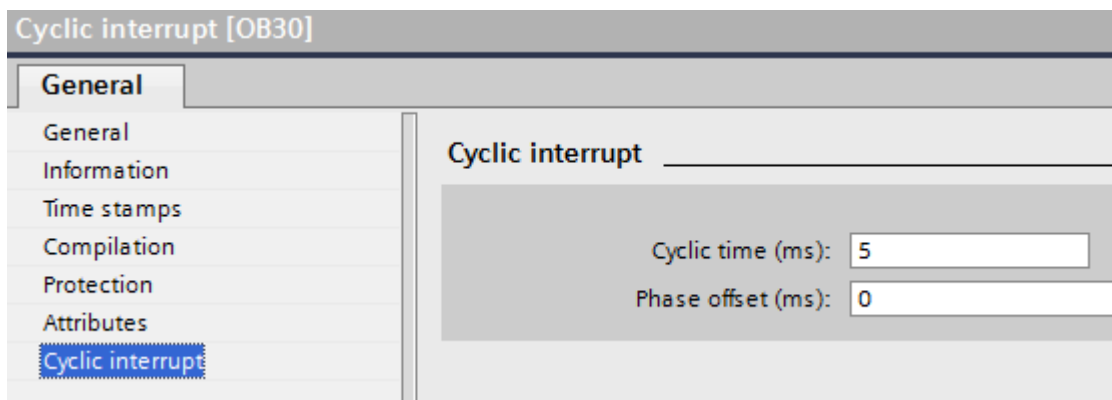 Cyclic interrupt [OB30]
General
General
Information
Time stamps
Compilation
Protection
Attributes
Cyclic interrupt
Cyclic interrupt
Cyclic time (ms): 5
Phase offset (ms): 0